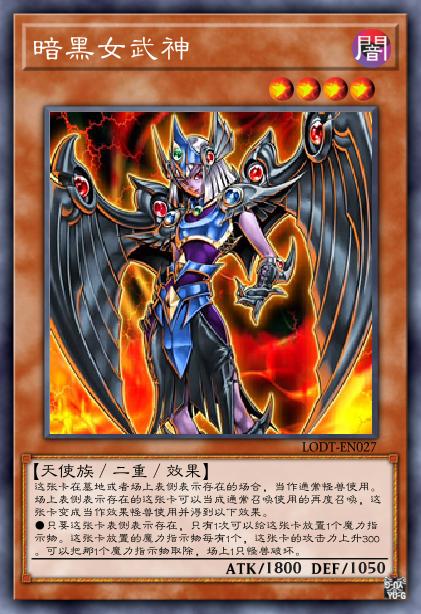 暗黑女武神
闇
LODT-EN027
【天使族／二重／效果】
这张卡在墓地或者场上表侧表示存在的场合，当作通常怪兽使用。
场上表侧表示存在的这张卡可以当成通常召唤使用的再度召唤，这
张卡变成当作效果怪兽使用并得到以下效果。
●只要这张卡表侧表示存在，只有1次可以给这张卡放置1个魔力指
示物。这张卡放置的魔力指示物每有1个，这张卡的攻击力上升300
。可以把那1个魔力指示物取除，场上1只怪兽破坏。
ATK/1800 DEF/1050